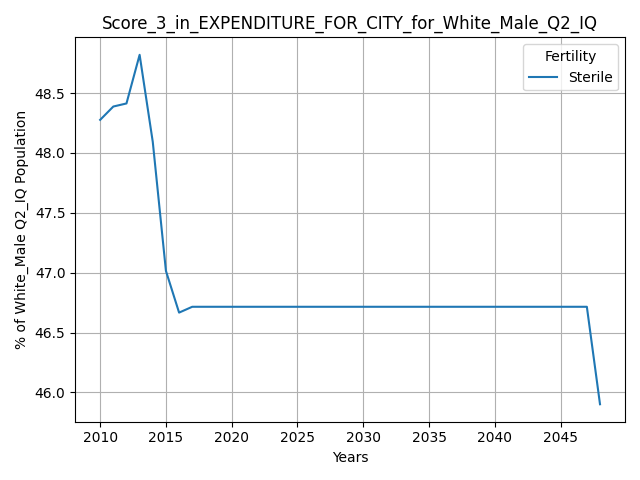 Score_3_in_EXPENDITURE_FOR_CITY_for_White_Male_Q2_IQ
Fertility
Sterile
% of White_Male Q2_IQ Population
48.5
48.0
47.5
47.0
46.5
46.0
2010 2015 2020 2025 2030 2035 2040 2045
Years